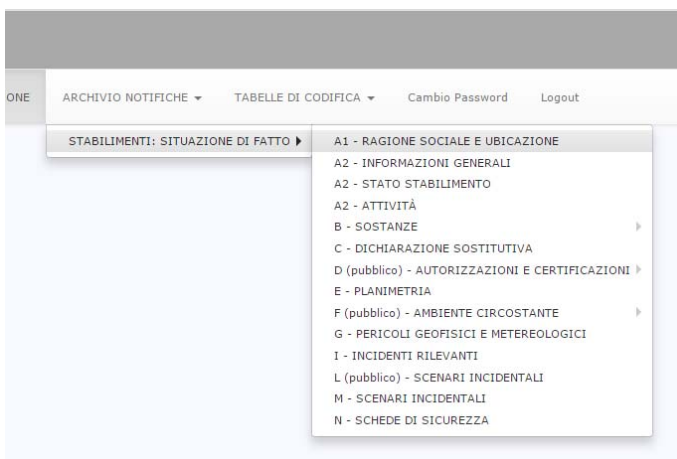 ONE ARCHIVIO NOTIFICHE TABELLE DI CODIFICA Cambio Password Logout
STABILIMENTI: SITUAZIONE DI FATTO
A1 - RAGIONE SOCIALE E UBICAZIONE
A2 - INFORMAZIONI GENERALI
A2 - STATO STABILIMENTO
A2 - ATTIVITÀ
B - SOSTANZE
C - DICHIARAZIONE SOSTITUTIVA
D (pubblico) - AUTORIZZAZIONI E CERTIFICAZIONI
E - PLANIMETRIA
F (pubblico) - AMBIENTE CIRCOSTANTE
G - PERICOLI GEOFISICI E METEREOLOGICI
I - INCIDENTI RILEVANTI
L (pubblico) - SCENARI INCIDENTALI
M - SCENARI INCIDENTALI
N - SCHEDE DI SICUREZZA